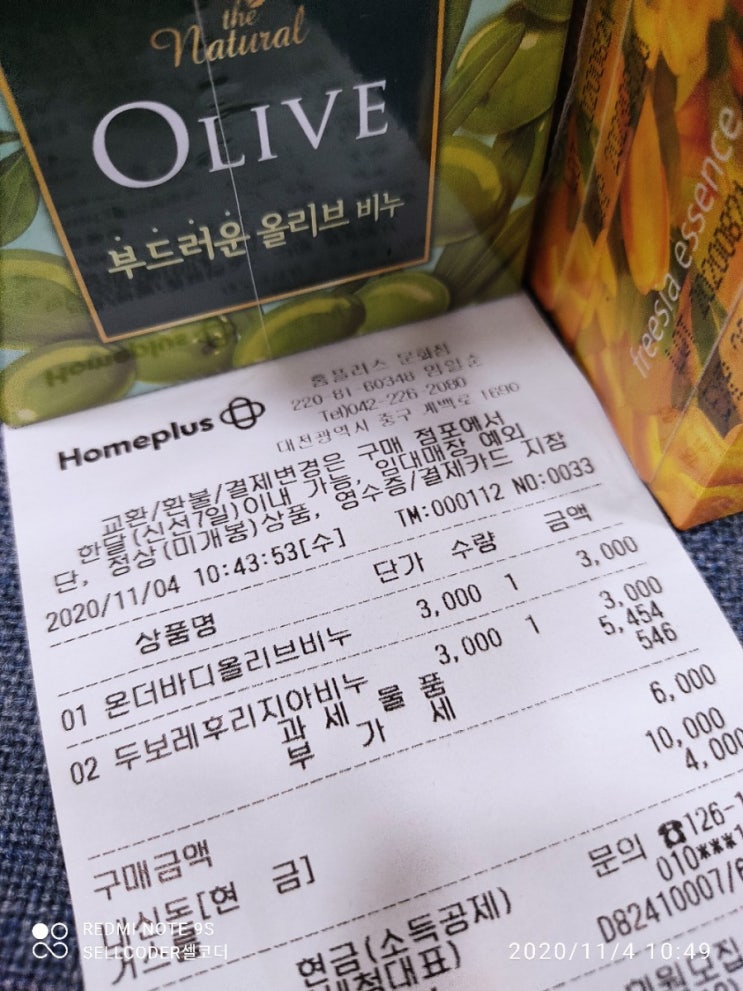 the
Natural
OLIVE
부드러운 올리브 비누
freesia essence
Homeplus
홈플러스 문화점
220-81-60348
Tel)042-226-2080
대전광역시 중구 계백로 1690
교환/환불/결제변경은 구매 점포에서
한달(신선7일)이내 가능, 임대매장 예외
단, 정상(미개봉)상품, 영수증/결제카드 지참
2020/11/04 10:43:53[수] TM:000112 NO:0033
상품명 단가 수량 금액
01 온더바디올리브비누 3,000 1 3,000
02 두보레후리지아비누 3,000 1 3,000
과 세 물 품 5,454
부 가 세 546
구매금액 6,000
[현 금] 10,000
4,000
현금(소득공제) 문의 ☎126-1
010***1
D82410007/6
REDMI NOTE 9S
SELLCODER셀코더
2020/11/4 10:49